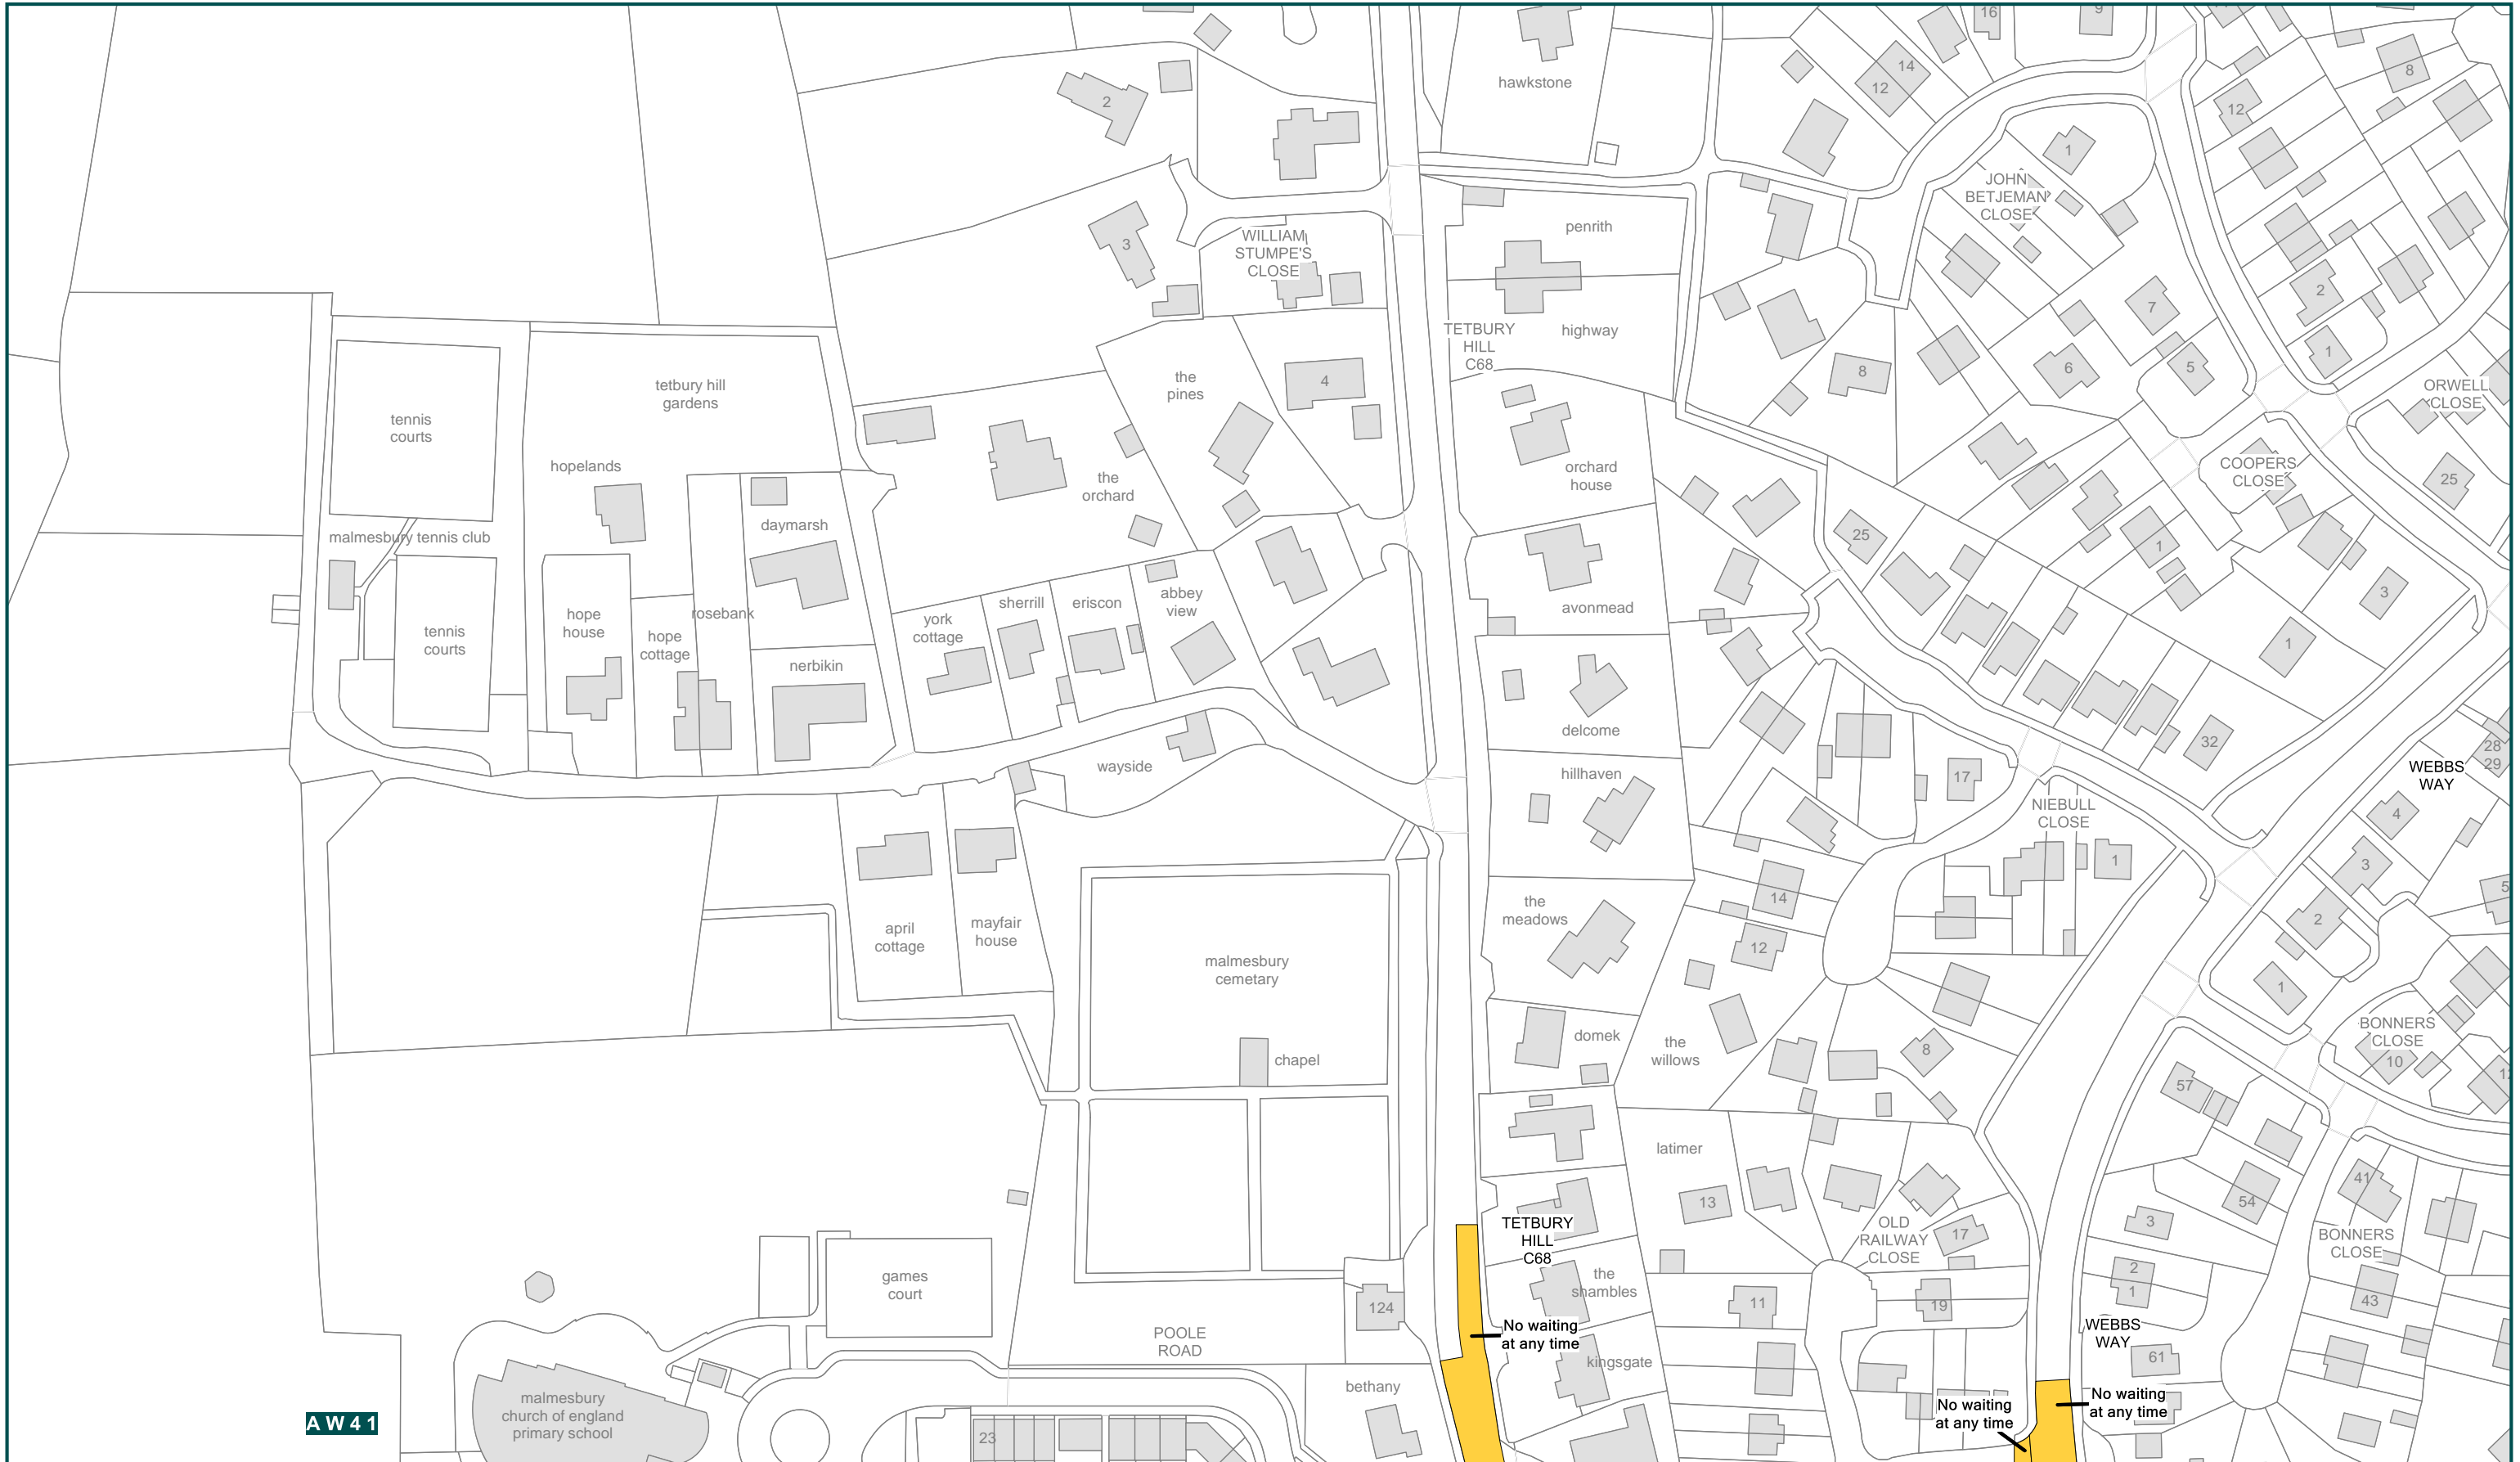 16
9
hawkstone
14
12
8
12
2
1
JOHN
BETJEMAN
CLOSE
penrith
3
WILLIAM
STUMPE'S
CLOSE
2
7
TETBURY
HILL
C68
highway
1
5
6
8
4
the
pines
tetbury hill
gardens
ORWELL
CLOSE
tennis
courts
hopelands
the
orchard
orchard
house
COOPERS
CLOSE
25
daymarsh
malmesbury tennis club
25
1
3
abbey
view
eriscon
sherrill
avonmead
york
cottage
hope
house
rosebank
tennis
courts
hope
cottage
1
nerbikin
delcome
32
28
29
WEBBS
WAY
wayside
hillhaven
17
NIEBULL
CLOSE
4
1
3
5
14
the
meadows
2
april
cottage
mayfair
house
12
malmesbury
cemetary
1
BONNERS
CLOSE
10
domek
the
willows
8
chapel
57
latimer
41
54
13
TETBURY
HILL
C68
OLD
RAILWAY
CLOSE
17
3
BONNERS
CLOSE
games
court
the
shambles
2
1
43
124
11
19
No waiting
at any time
POOLE
ROAD
WEBBS
WAY
kingsgate
61
bethany
No waiting
at any time
No waiting
at any time
malmesbury
church of england
primary school
AW41
23